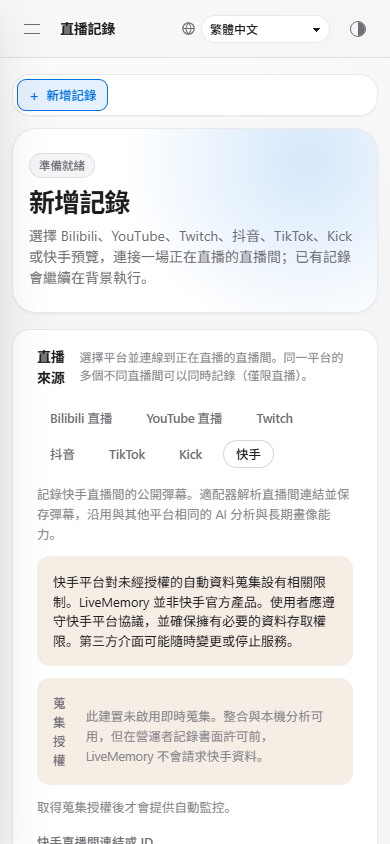 直播記錄
繁體中文
+ 新增記錄
準備就緒
新增記錄
選擇 Bilibili、YouTube、Twitch、抖音、TikTok、Kick
或快手預覽，連接一場正在直播的直播間；已有記錄
會繼續在背景執行。
直播
來源
選擇平台並連線到正在直播的直播間。同一平台的
多個不同直播間可以同時記錄（僅限直播）。
Bilibili 直播
YouTube 直播
Twitch
抖音
TikTok
Kick
快手
記錄快手直播間的公開彈幕。適配器解析直播間連結並保
存彈幕，沿用與其他平台相同的 AI 分析與長期畫像能
力。
快手平台對未經授權的自動資料蒐集設有相關限
制。LiveMemory 並非快手官方產品。使用者應遵
守快手平台協議，並確保擁有必要的資料存取權
限。第三方介面可能隨時變更或停止服務。
蒐
集
授
權
此建置未啟用即時蒐集。整合與本機分析可
用，但在營運者記錄書面許可前，
LiveMemory 不會請求快手資料。
取得蒐集授權後才會提供自動監控。
快手直播間連結或 ID